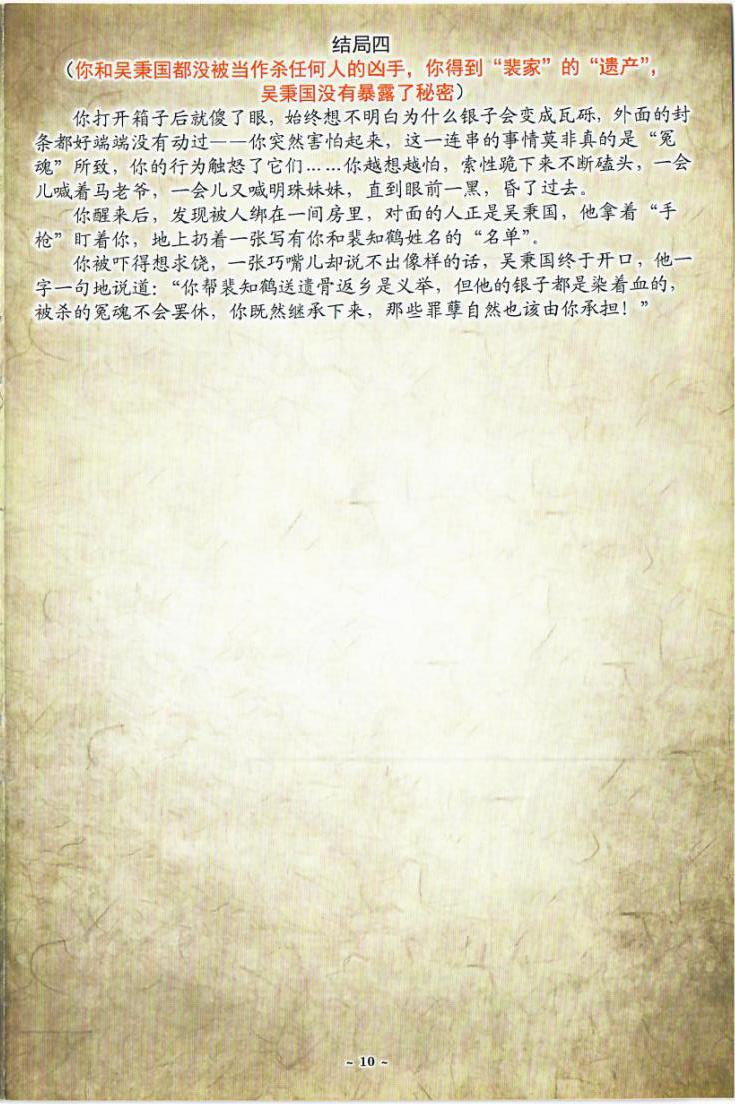 结局四
（你和吴秉国都没被当作杀任何人的凶手，你得到“裴家”的“遗产”，
吴秉国没有暴露了秘密）
你打开箱子后就傻了眼，始终想不明白为什么银子会变成瓦砾，外面的封
条都好端端没有动过——你突然害怕起来，这一连串的事情莫非真的是“冤
魂”所致，你的行为触怒了它们……你越想越怕，索性跪下来不断磕头，一会
儿喊着马老爷，一会儿又喊明珠妹妹，直到眼前一黑，昏了过去。
你醒来后，发现被人绑在一间房里，对面的人正是吴秉国，他拿着“手
枪”盯着你，地上扔着一张写有你和裴知鹤姓名的“名单”。
你被吓得想求饶，一张巧嘴儿却说不出像样的话，吴秉国终于开口，他一
字一句地说道：“你帮裴知鹤送遗骨返乡是义举，但他的银子都是染着血的，
被杀的冤魂不会罢休，你既然继承下来，那些罪孽自然也该由你承担！”
~ 10 ~